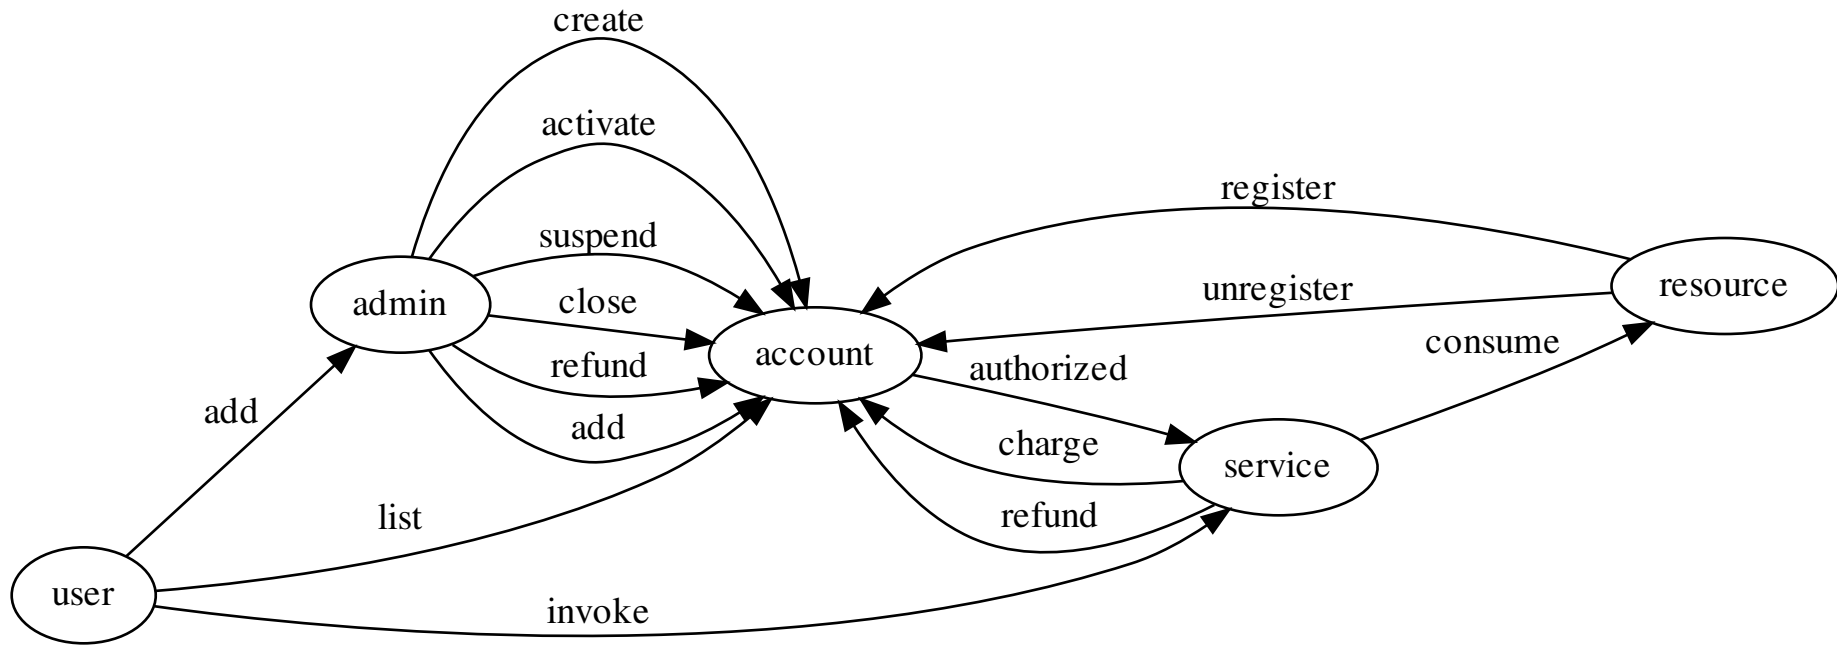 create
activate
register
suspend
resource
unregister
close
admin
consume
account
refund
authorized
add
add
charge
service
list
refund
user
invoke